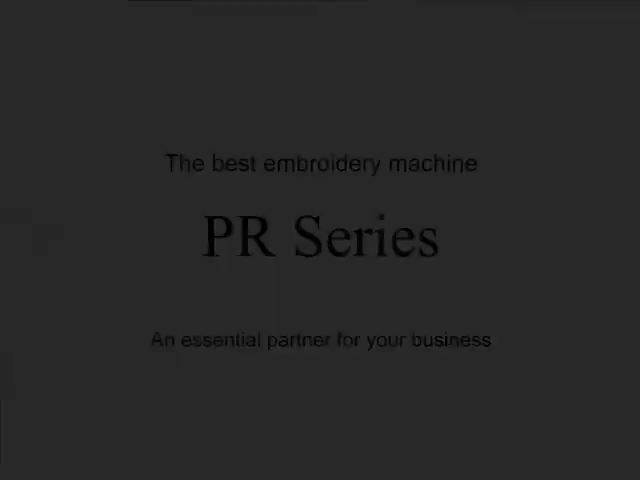 The best embroidery machine
PR Series
An essential partner for your business